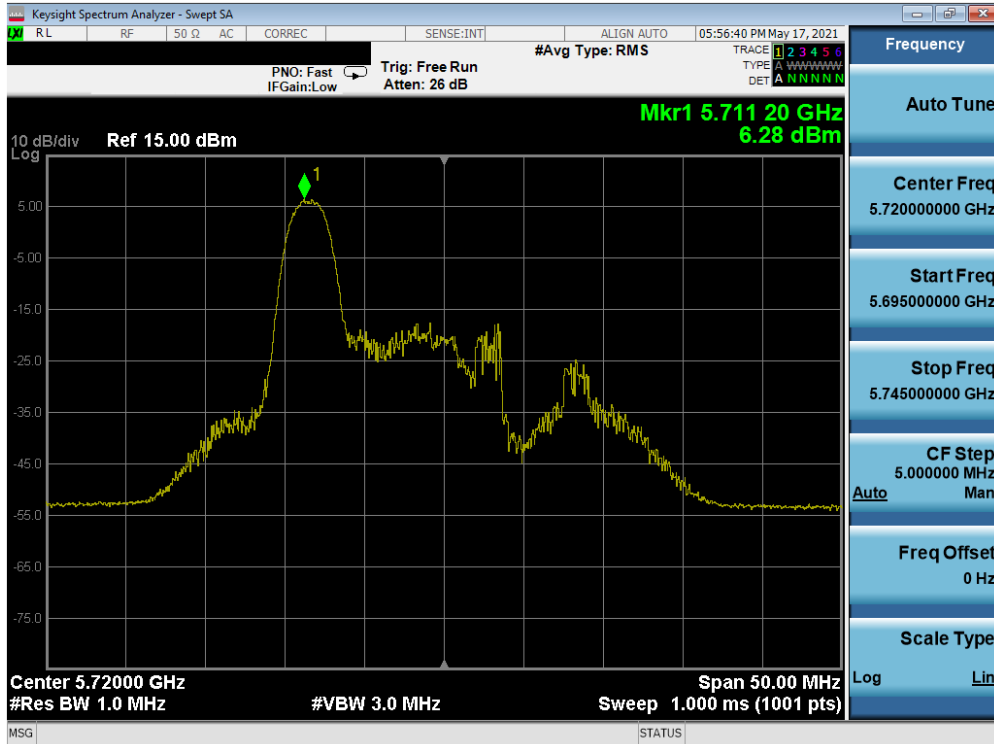 Keysight Spectrum Analyzer - Swept SA
LXI RL RF 50 Ω AC CORREC SENSE:INT ALIGN AUTO 05:56:40 PM May 17, 2021
PNO: Fast
IFGain:Low
Trig: Free Run
Atten: 26 dB
#Avg Type: RMS
TRACE 1 2 3 4 5 6
TYPE A WWWWW
DET A N N N N N
Mkr1 5.711 20 GHz
6.28 dBm
10 dB/div Ref 15.00 dBm
Log
1
5.00
-5.00
-15.0
-25.0
-35.0
-45.0
-55.0
-65.0
-75.0
Center 5.72000 GHz Span 50.00 MHz
#Res BW 1.0 MHz #VBW 3.0 MHz Sweep 1.000 ms (1001 pts)
MSG STATUS
Frequency
Auto Tune
Center Freq
5.720000000 GHz
Start Freq
5.695000000 GHz
Stop Freq
5.745000000 GHz
CF Step
5.000000 MHz
Auto Man
Freq Offset
0 Hz
Scale Type
Log Lin